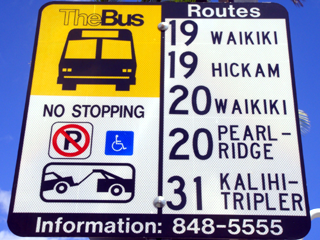 TheBus
NO STOPPING
P
Routes
19 WAIKIKI
19 HICKAM
20 WAIKIKI
20 PEARL-
RIDGE
31 KALIHI-
TRIPLER
Information: 848-5555